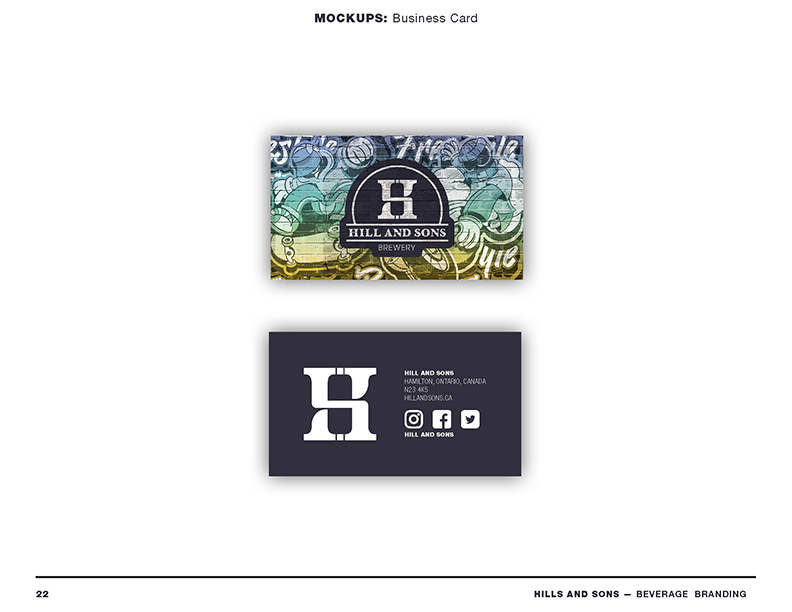 MOCKUPS: Business Card
HILL AND SONS
BREWERY
HILL AND SONS
HAMILTON, ONTARIO, CANADA
N23 4K5
HILLANDSONS.CA
HILL AND SONS
22
HILLS AND SONS — BEVERAGE BRANDING